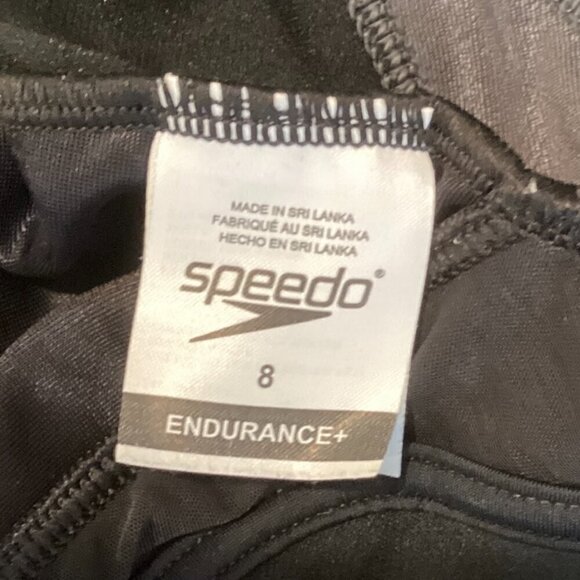 MADE IN SRI LANKA
FABRIQUÉ AU SRI LANKA
HECHO EN SRI LANKA
speedo®
8
ENDURANCE+